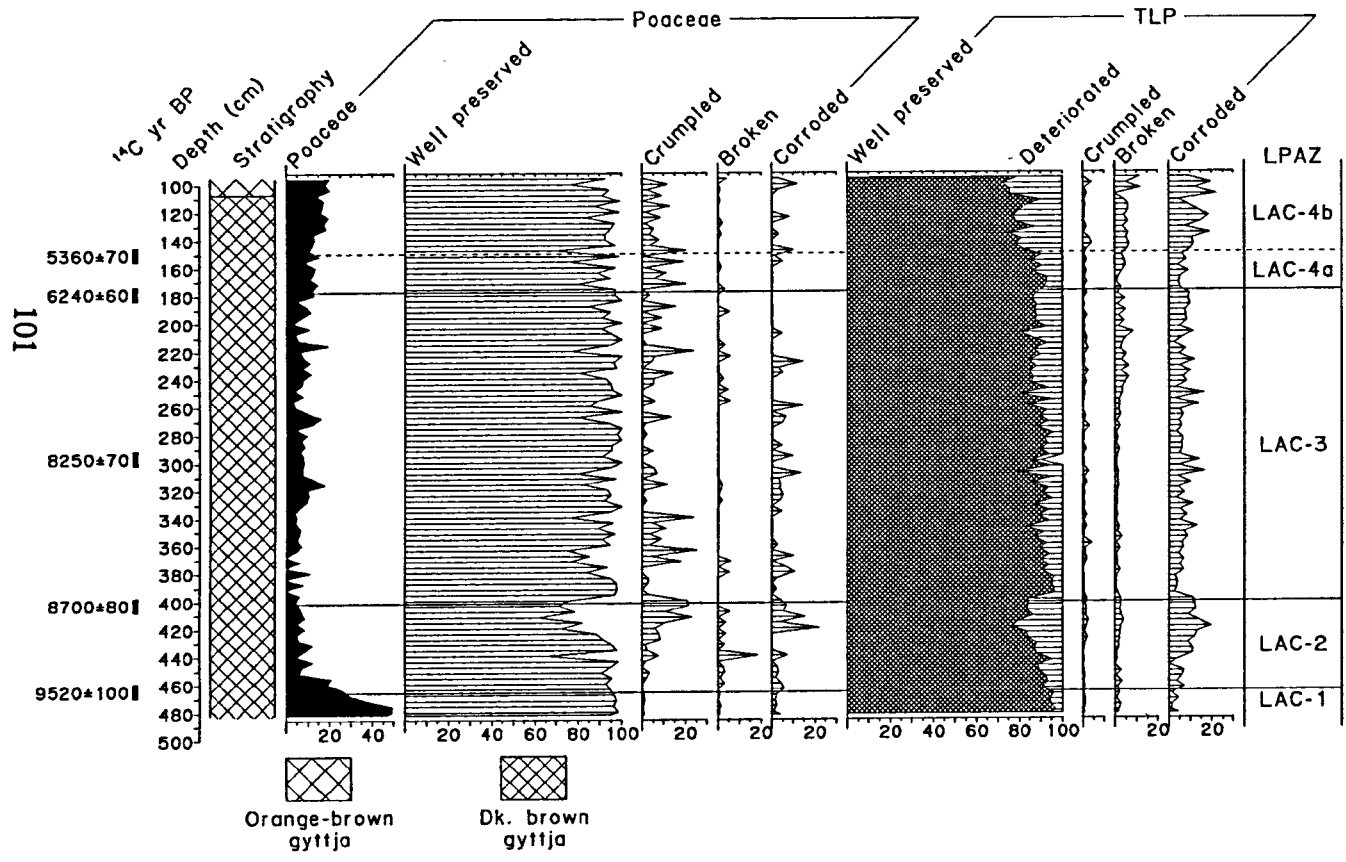 Poaceae
TLP
¹⁴C yr BP
Depth (cm)
Stratigraphy
Poaceae
Well preserved
Crumpled
Broken
Corroded
Well preserved
Deteriorated
Crumpled
Broken
Corroded
LPAZ
100
120
140
160
180
200
220
240
260
280
300
320
340
360
380
400
420
440
460
480
500
5360±70
6240±60
8250±70
8700±80
9520±100
LAC-4b
LAC-4a
LAC-3
LAC-2
LAC-1
20 40
20 40 60 80 100
20
20
20 40 60 80 100
20
20
Orange-brown
gyttja
Dk. brown
gyttja
101